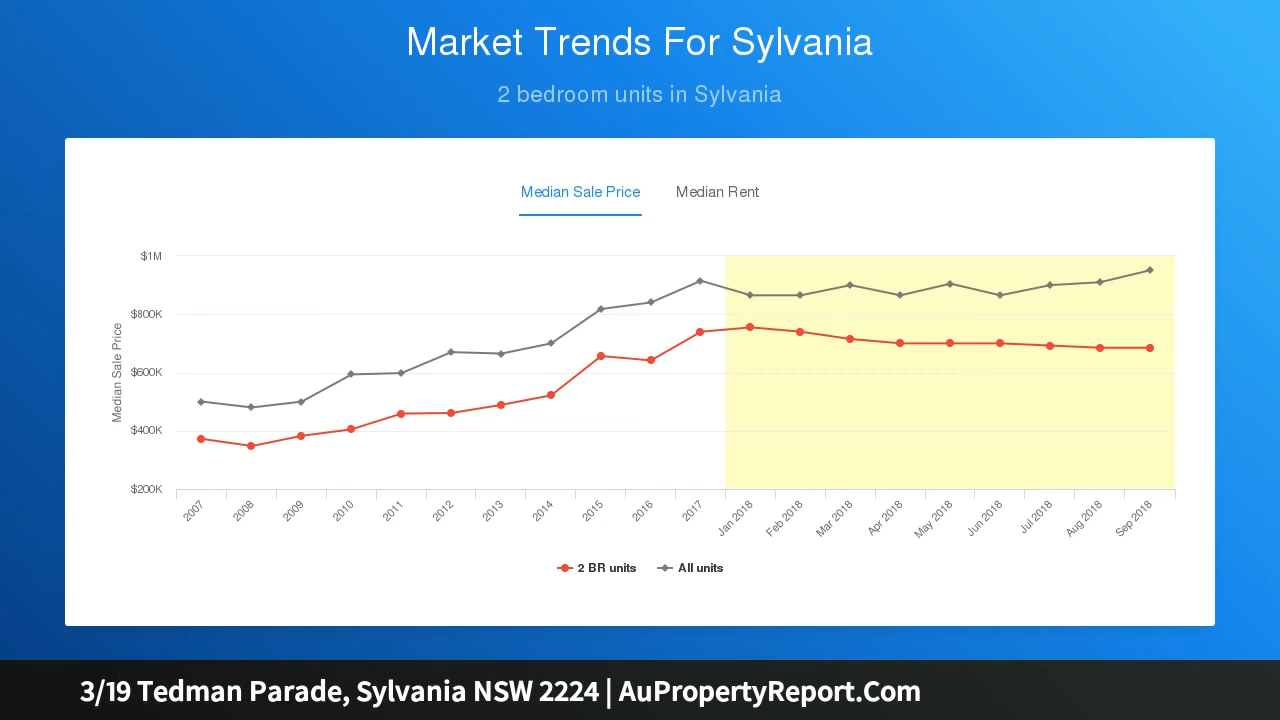 Market Trends For Sylvania
2 bedroom units in Sylvania
Median Sale Price Median Rent
Median Sale Price
$1M
$800K
$600K
$400K
$200K
2007 2008 2009 2010 2011 2012 2013 2014 2015 2016 2017 Jan 2018 Feb 2018 Mar 2018 Apr 2018 May 2018 Jun 2018 Jul 2018 Aug 2018 Sep 2018
2 BR units All units
3/19 Tedman Parade, Sylvania NSW 2224 | AuPropertyReport.Com